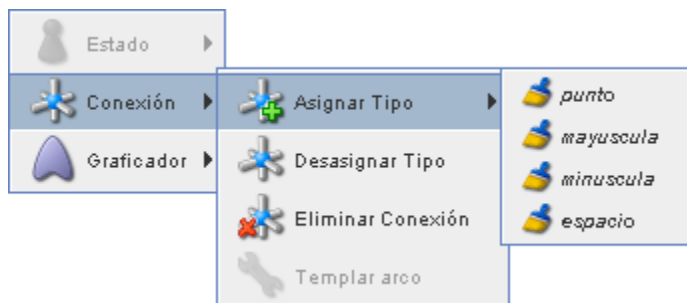 Estado
Conexión
Graficador
Asignar Tipo
Desasignar Tipo
Eliminar Conexión
Templar arco
punto
mayuscula
minuscula
espacio